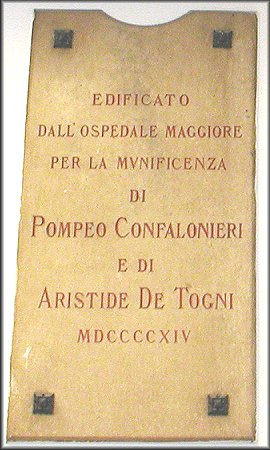 EDIFICATO
DALL'OSPEDALE MAGGIORE
PER LA MVNIFICENZA
DI
POMPEO CONFALONIERI
E DI
ARISTIDE DE TOGNI
MDCCCCXIV